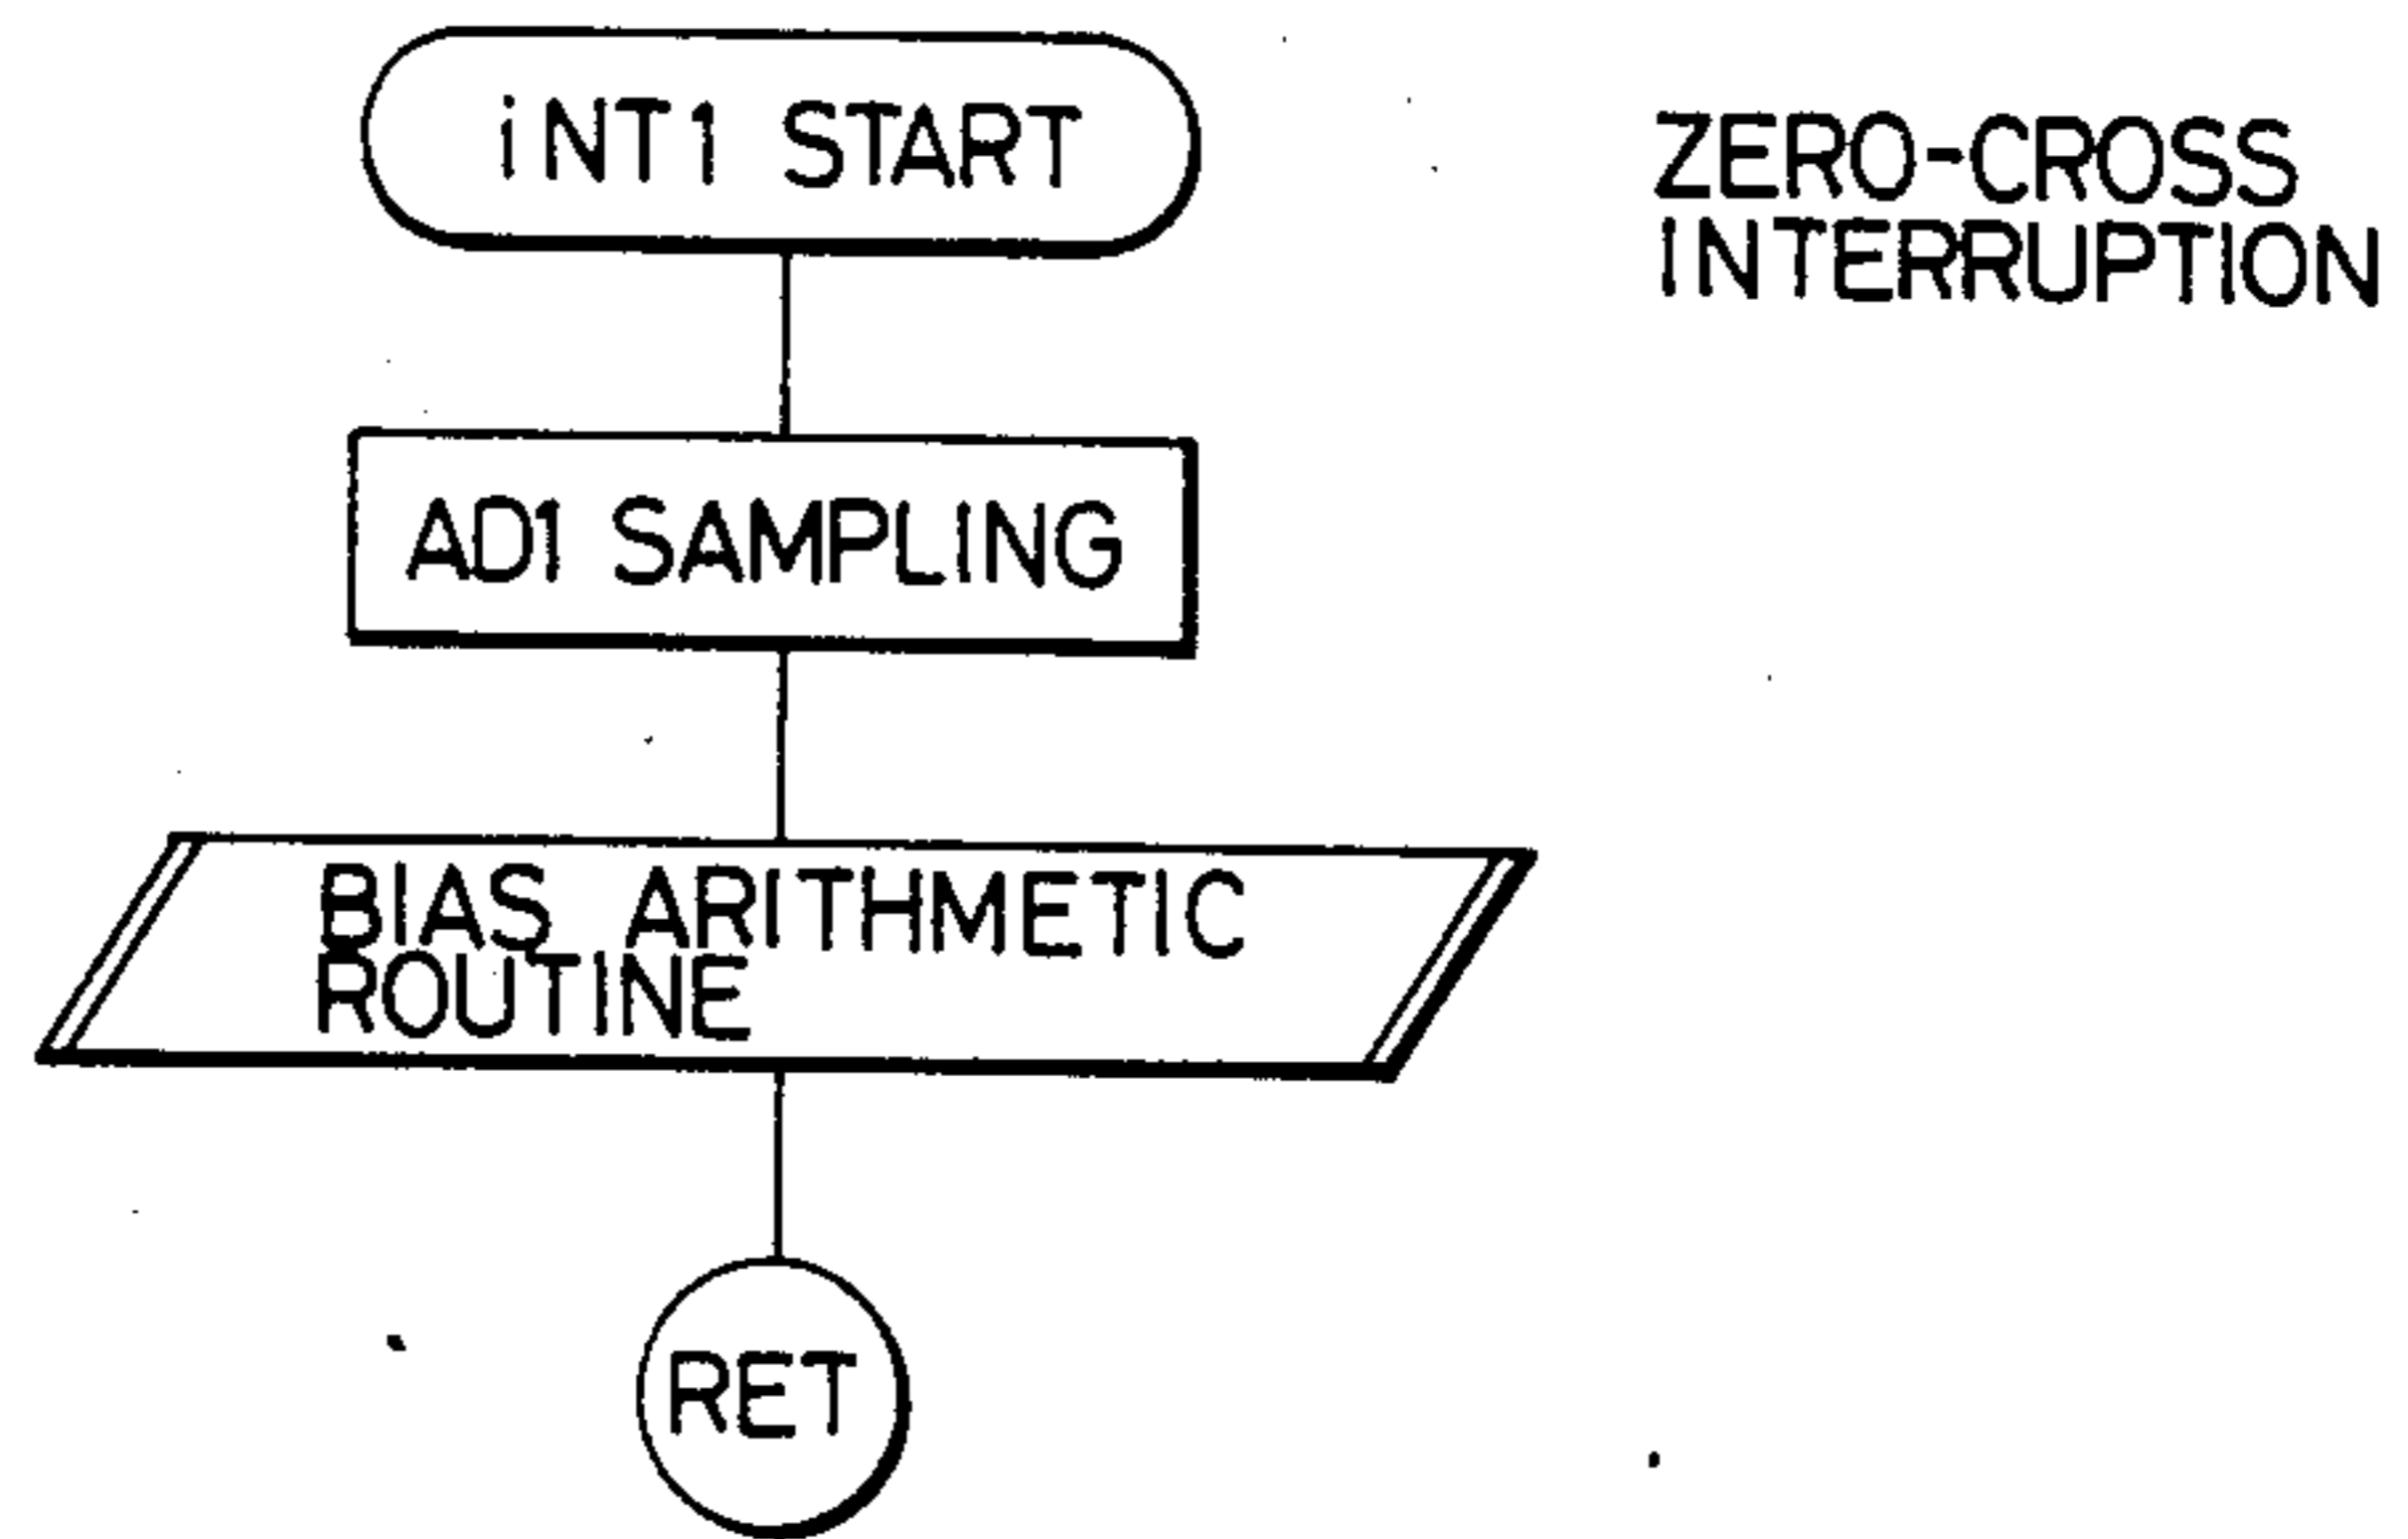 iNT1 START
ZERO-CROSS
INTERRUPTION
AD1 SAMPLING
BIAS ARITHMETIC
ROUTINE
RET